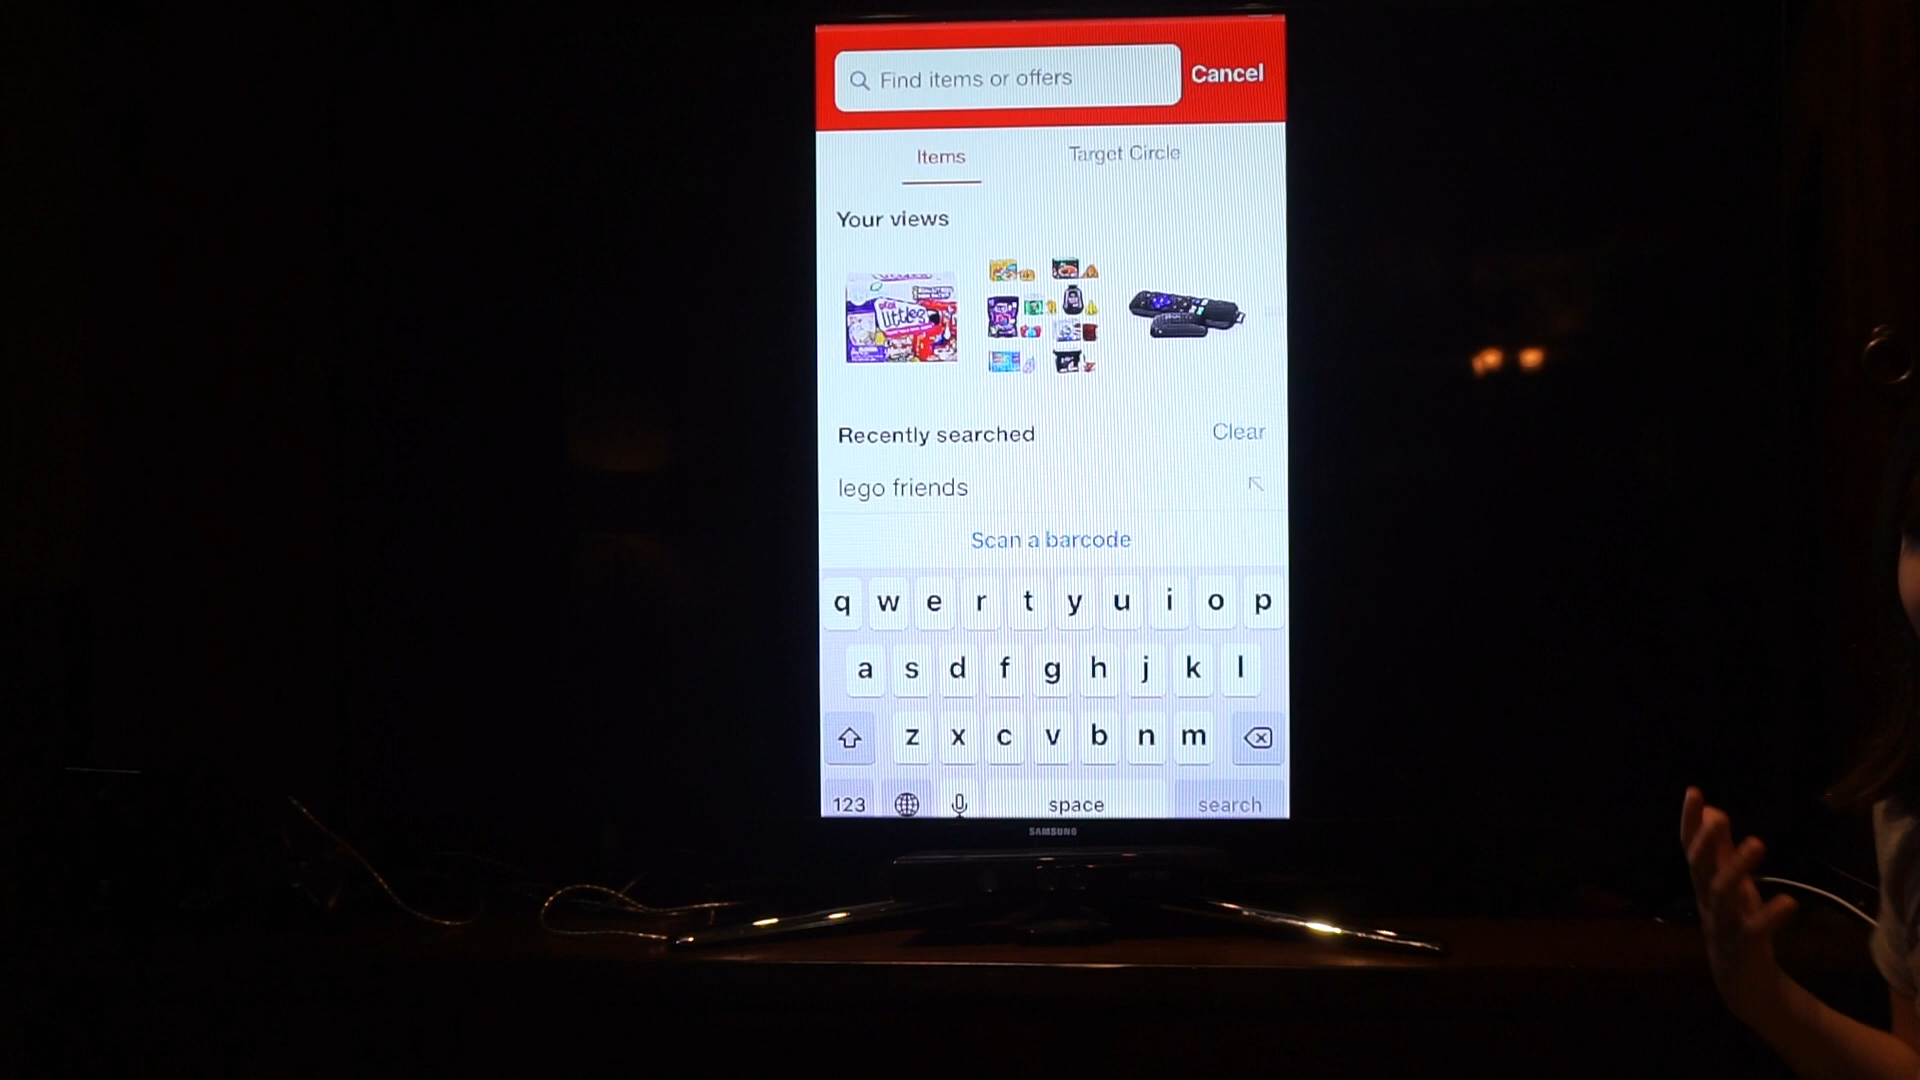 Find items or offers
Cancel
Items
Target Circle
Your views
Littles
Recently searched
Clear
lego friends
Scan a barcode
q w e r t y u i o p
a s d f g h j k l
z x c v b n m
123
space
search
SAMSUNG